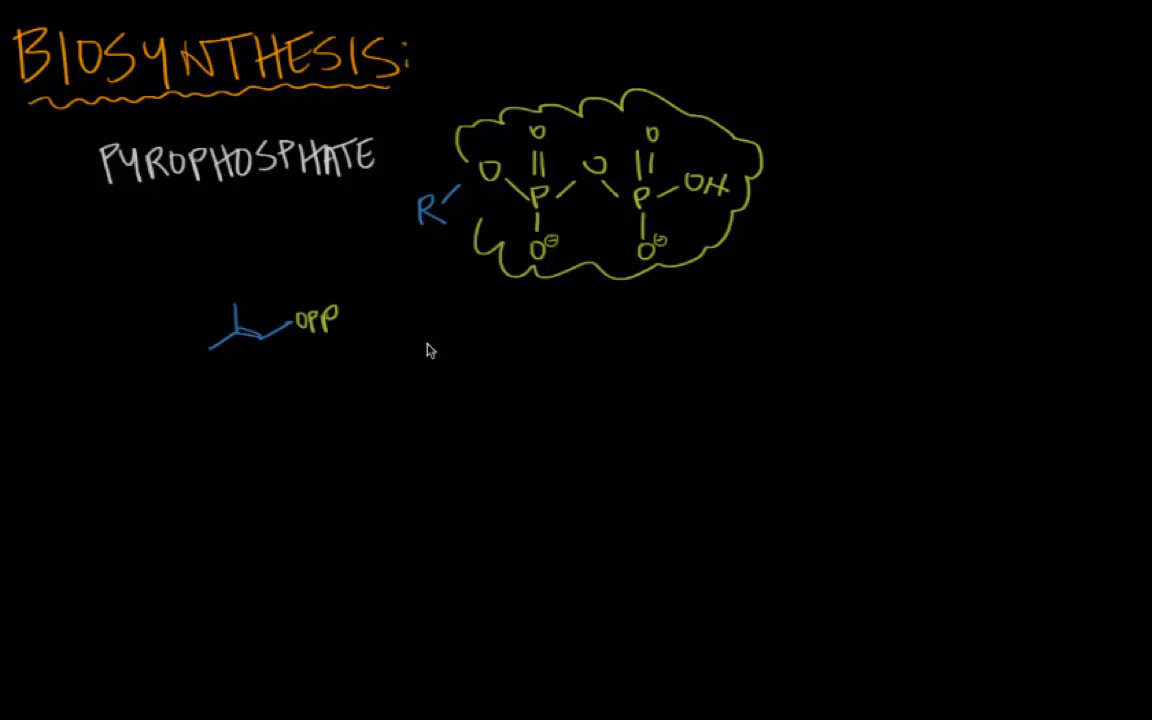 BIOSYNTHESIS:
PYROPHOSPHATE
O O
R O P O P OH
O⊖ O⊖
OPP